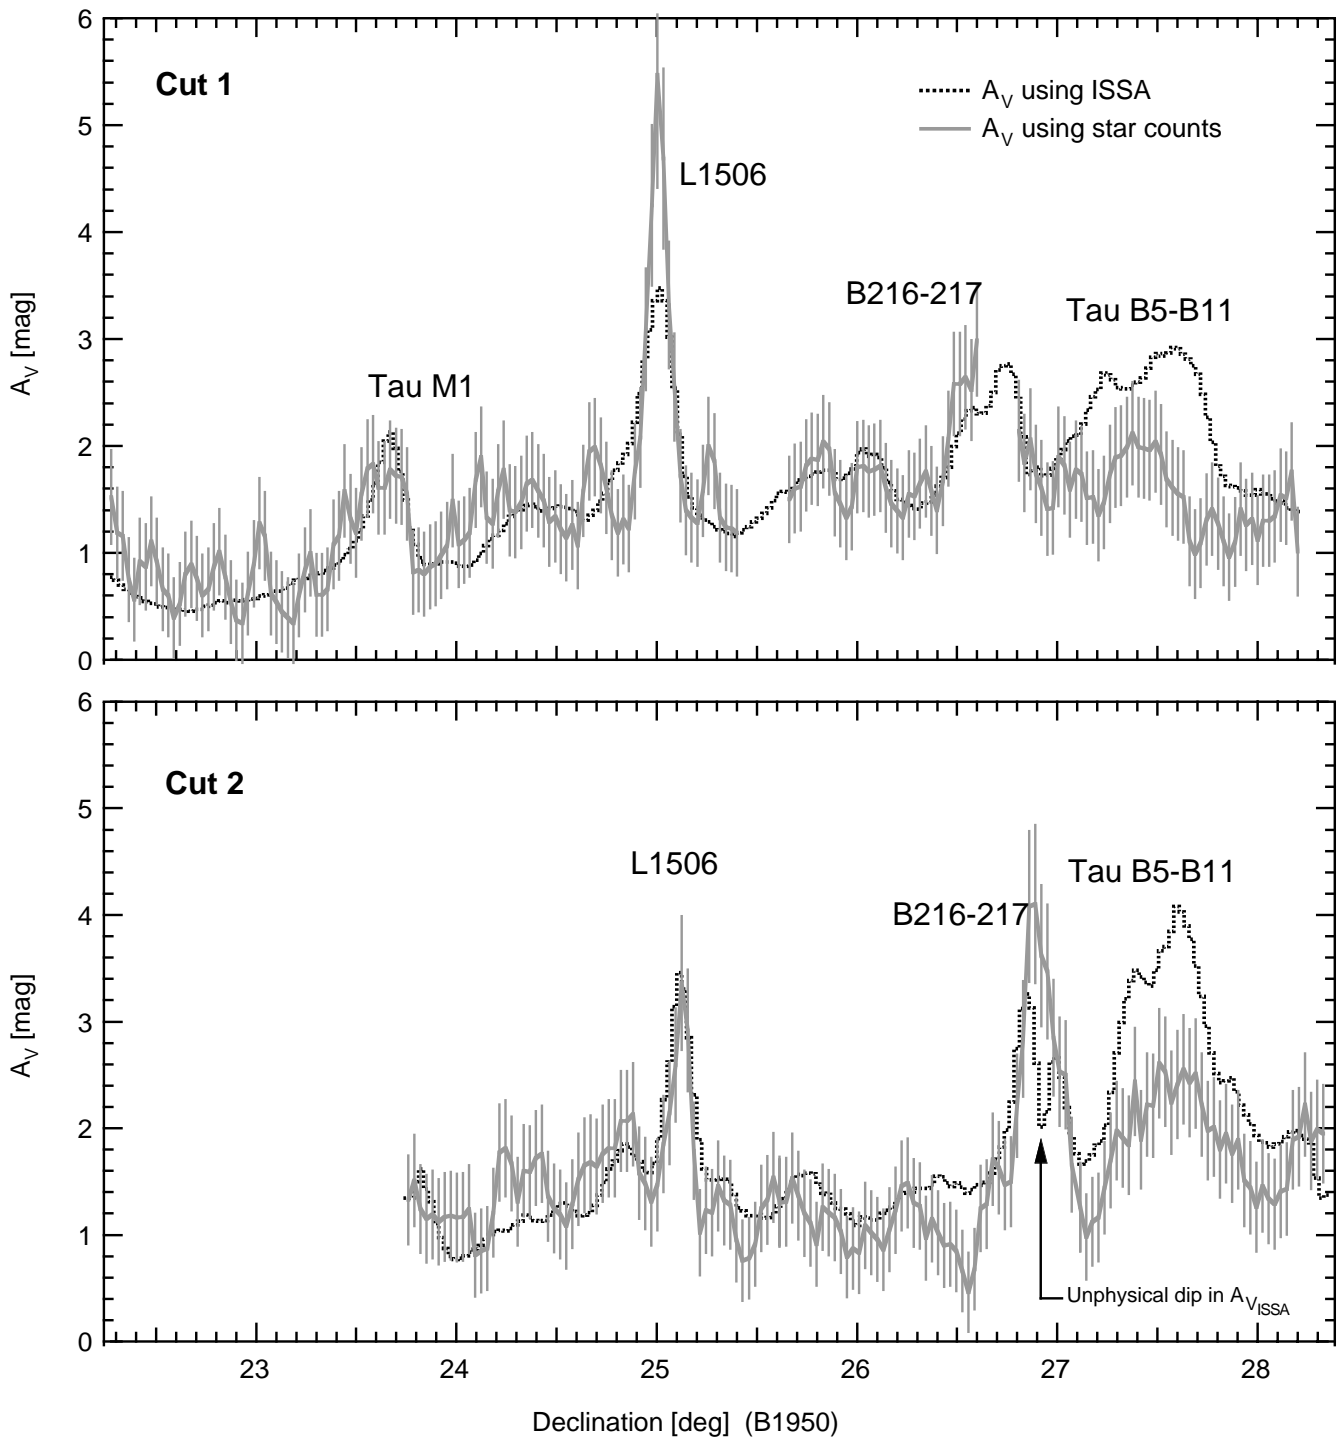 6
Cut 1
A_V using ISSA
5
A_V using star counts
L1506
4
B216-217
Tau B5-B11
3
A_V [mag]
Tau M1
2
1
0
6
Cut 2
5
L1506
Tau B5-B11
B216-217
4
3
A_V [mag]
2
1
Unphysical dip in A_V_ISSA
0
23 24 25 26 27 28
Declination [deg] (B1950)